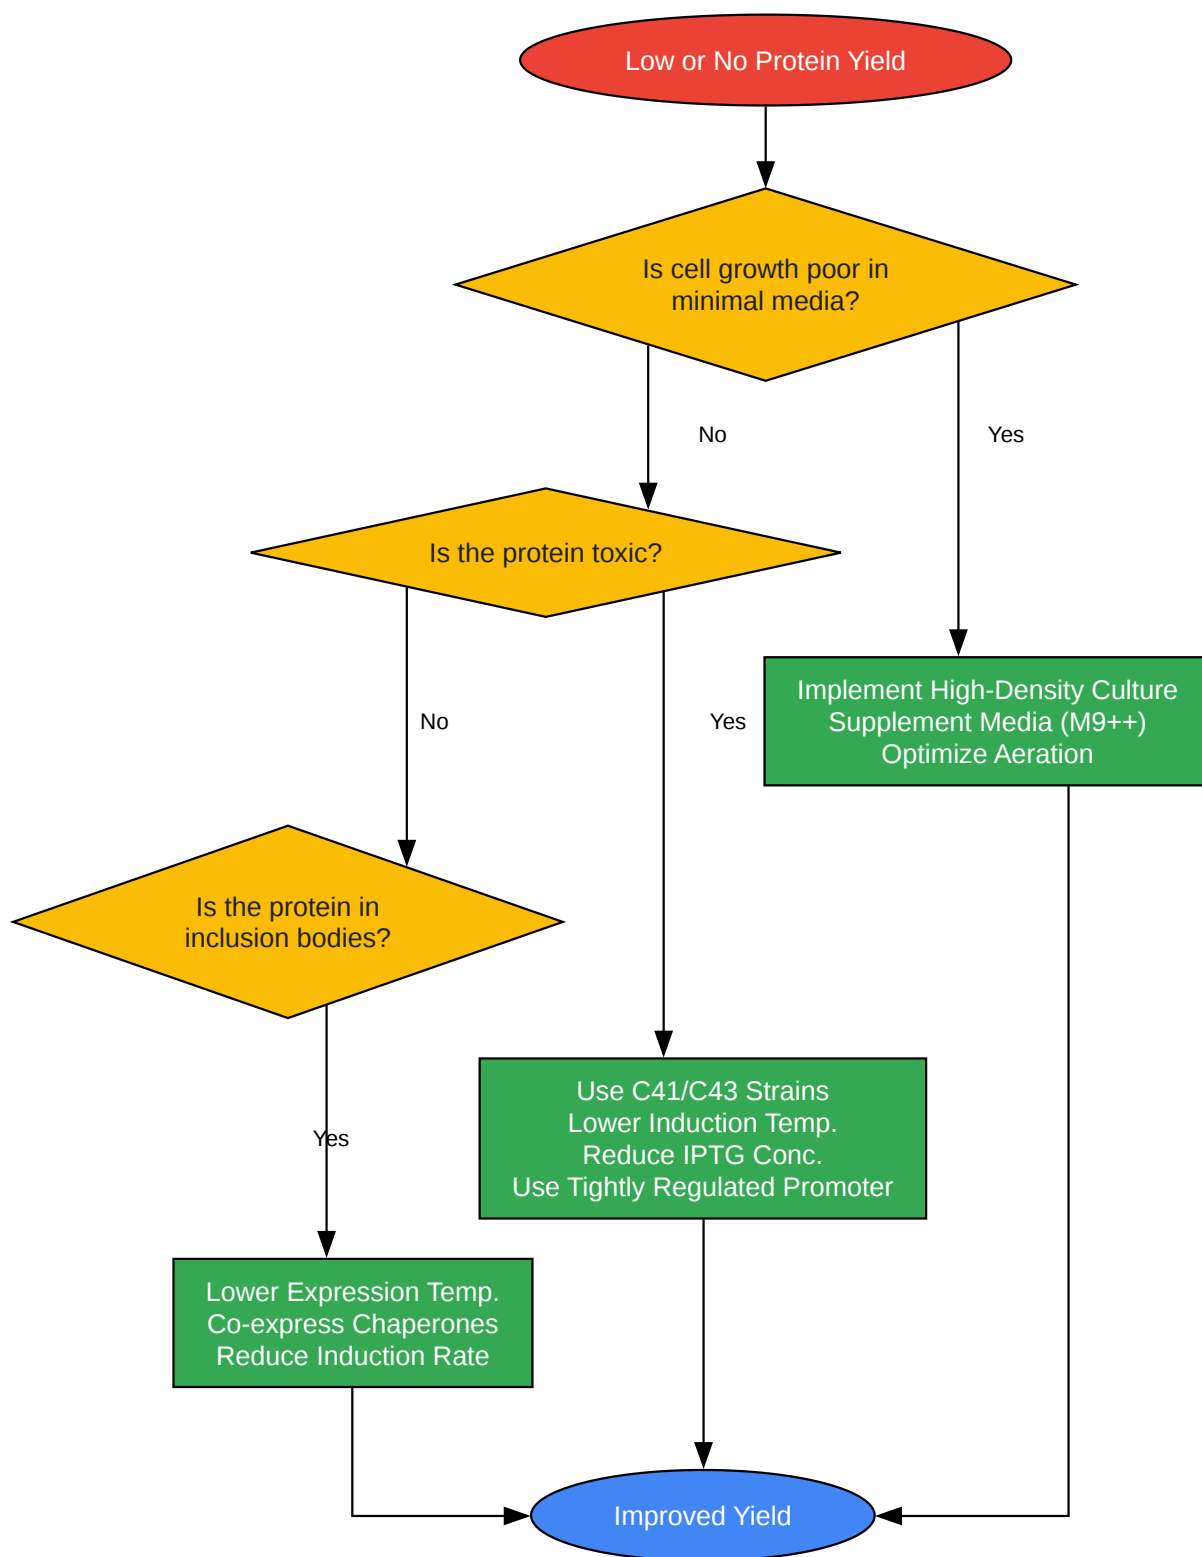 Low or No Protein Yield
Is cell growth poor in
minimal media?
No
Yes
Is the protein toxic?
Implement High-Density Culture
Supplement Media (M9++)
Optimize Aeration
No
Yes
Is the protein in
inclusion bodies?
Use C41/C43 Strains
Lower Induction Temp.
Reduce IPTG Conc.
Use Tightly Regulated Promoter
Yes
Lower Expression Temp.
Co-express Chaperones
Reduce Induction Rate
Improved Yield